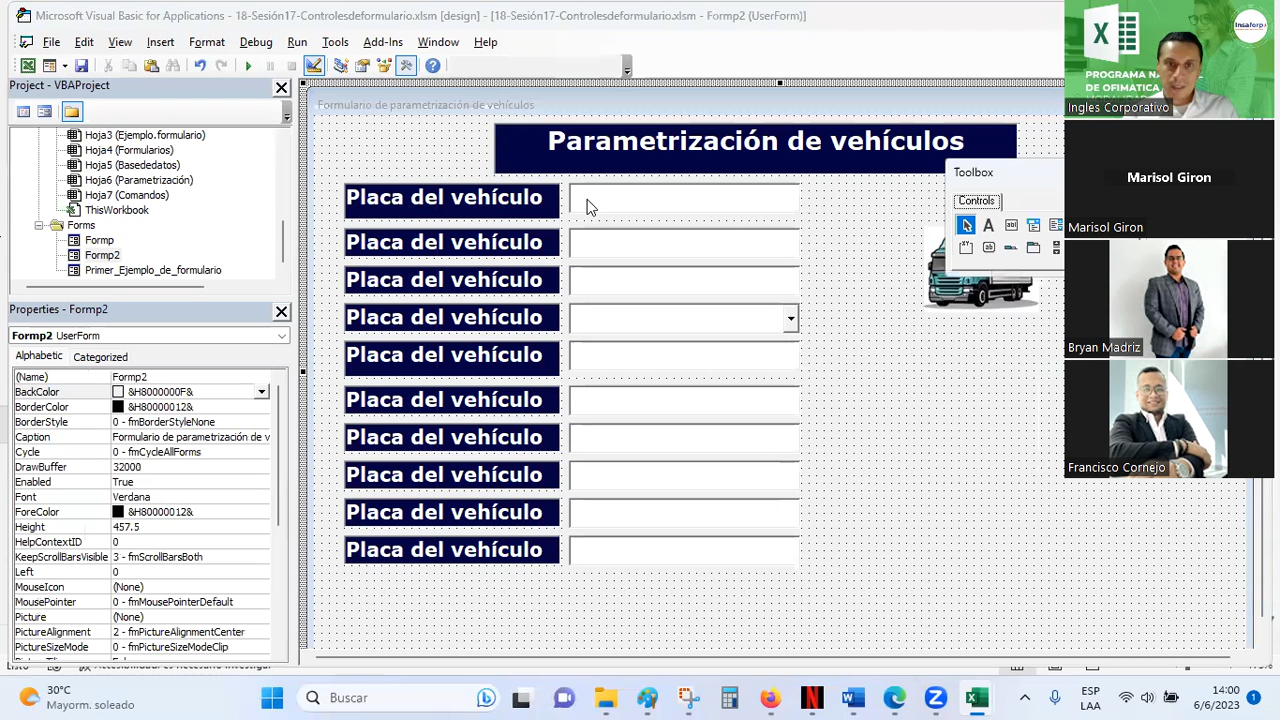 Microsoft Visual Basic for Applications - 18-Sesión17-Controlesdeformulario.xlsm [design] - [18-Sesión17-Controlesdeformulario.xlsm - Formp2 (UserForm)]
File Edit View Insert Format Debug Run Tools Add-Ins Window Help
Project - VBAProject
Hoja3 (Ejemplo.formulario)
Hoja4 (Formularios)
Hoja5 (Basededatos)
Hoja6 (Parametrización)
Hoja7 (Comandos)
ThisWorkbook
Forms
Formp
Formp2
Primer_Ejemplo_de_formulario
Properties - Formp2
Formp2 UserForm
Alphabetic Categorized
(Name) Formp2
BackColor &H8000000F&
BorderColor &H80000012&
BorderStyle 0 - fmBorderStyleNone
Caption Formulario de parametrización de v
Cycle 0 - fmCycleAllForms
DrawBuffer 32000
Enabled True
Font Verdana
ForeColor &H80000012&
Height 457.5
HelpContextID 0
KeepScrollBarsVisible 3 - fmScrollBarsBoth
Left 0
MouseIcon (None)
MousePointer 0 - fmMousePointerDefault
Picture (None)
PictureAlignment 2 - fmPictureAlignmentCenter
PictureSizeMode 0 - fmPictureSizeModeClip
Formulario de parametrización de vehículos
Parametrización de vehículos
Placa del vehículo
Placa del vehículo
Placa del vehículo
Placa del vehículo
Placa del vehículo
Placa del vehículo
Placa del vehículo
Placa del vehículo
Placa del vehículo
Placa del vehículo
Toolbox
Controls
Insaforp
PROGRAMA NA
DE OFIMATICA
Ingles Corporativo
Marisol Giron
Marisol Giron
Bryan Madriz
Francisco Cornejo
30°C
Mayorm. soleado
Buscar
ESP
LAA
14:00
6/6/2023
1